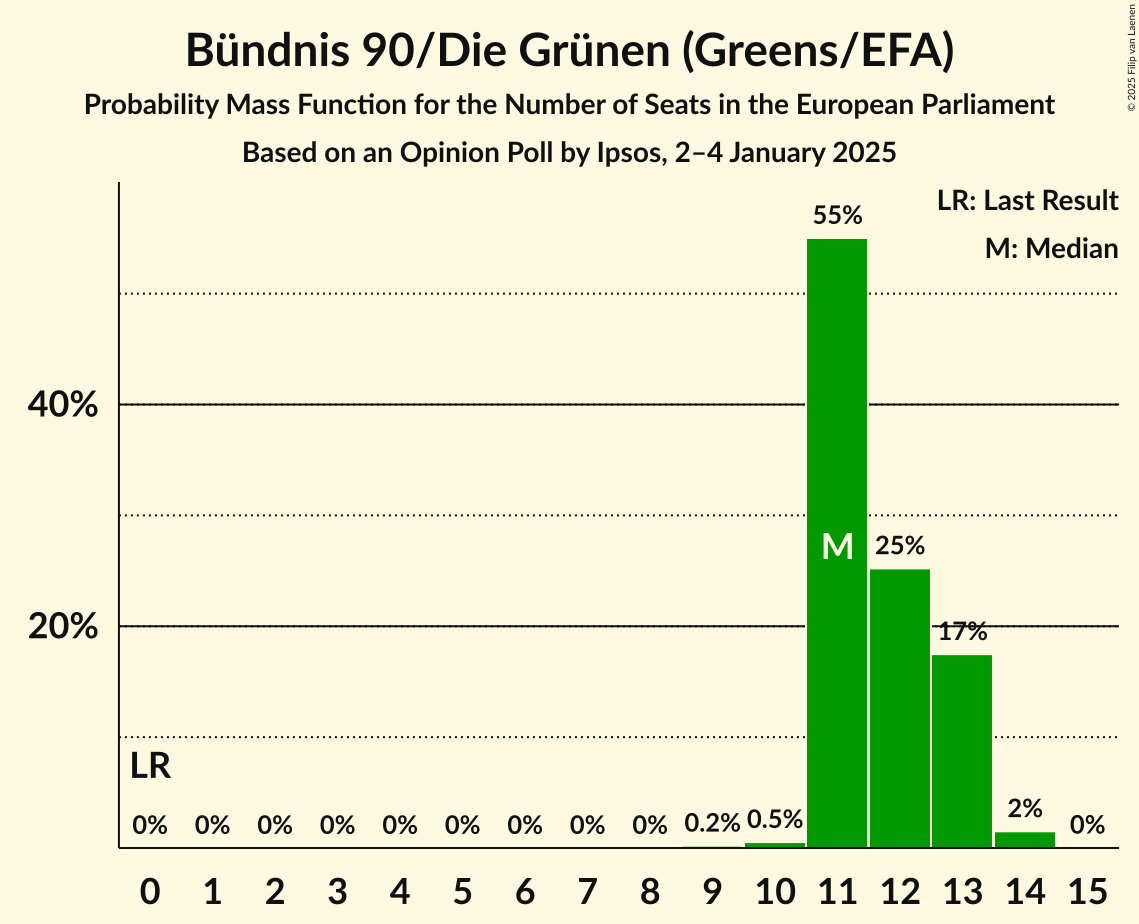 Bündnis 90/Die Grünen (Greens/EFA)
Probability Mass Function for the Number of Seats in the European Parliament
Based on an Opinion Poll by Ipsos, 2–4 January 2025
© 2025 Filip van Laenen
LR: Last Result
M: Median
55%
40%
M
25%
20%
17%
LR
0% 0% 0% 0% 0% 0% 0% 0% 0% 0.2% 0.5% 2% 0%
0 1 2 3 4 5 6 7 8 9 10 11 12 13 14 15